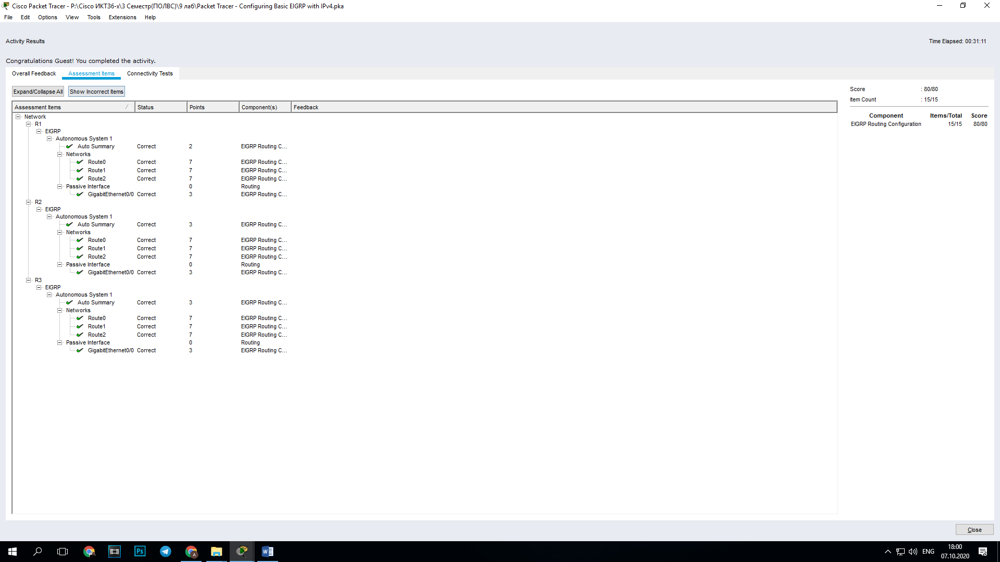 Cisco Packet Tracer - P:\Cisco ИКТЗ6-х\3 Семестр(ПОЛВС)\9 лаб\Packet Tracer - Configuring Basic EIGRP with IPv4.pka
File Edit Options View Tools Extensions Help
Activity Results
Time Elapsed: 00:31:11
Congratulations Guest! You completed the activity.
Overall Feedback Assessment Items Connectivity Tests
Expand/Collapse All Show Incorrect Items
Assessment Items Status Points Component(s) Feedback
Network
R1
EIGRP
Autonomous System 1
Auto Summary Correct 2 EIGRP Routing C...
Networks
Route0 Correct 7 EIGRP Routing C...
Route1 Correct 7 EIGRP Routing C...
Route2 Correct 7 EIGRP Routing C...
Passive Interface 0 Routing
GigabitEthernet0/0 Correct 3 EIGRP Routing C...
R2
EIGRP
Autonomous System 1
Auto Summary Correct 3 EIGRP Routing C...
Networks
Route0 Correct 7 EIGRP Routing C...
Route1 Correct 7 EIGRP Routing C...
Route2 Correct 7 EIGRP Routing C...
Passive Interface 0 Routing
GigabitEthernet0/0 Correct 3 EIGRP Routing C...
R3
EIGRP
Autonomous System 1
Auto Summary Correct 3 EIGRP Routing C...
Networks
Route0 Correct 7 EIGRP Routing C...
Route1 Correct 7 EIGRP Routing C...
Route2 Correct 7 EIGRP Routing C...
Passive Interface 0 Routing
GigabitEthernet0/0 Correct 3 EIGRP Routing C...
Score : 80/80
Item Count : 15/15
Component Items/Total Score
EIGRP Routing Configuration 15/15 80/80
Close
Ps
A
W
ENG
18:00
07.10.2020